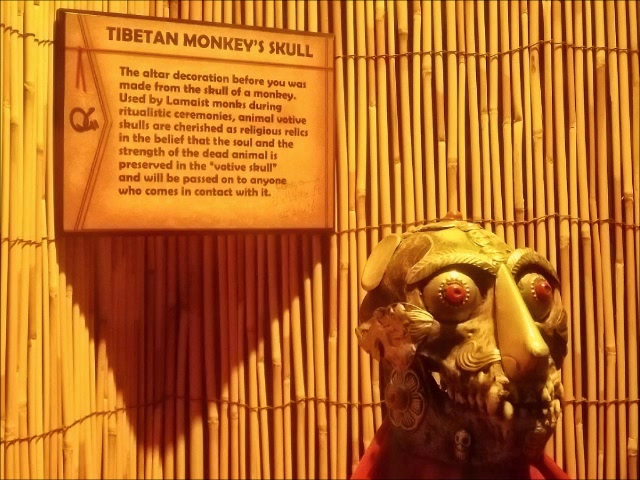 TIBETAN MONKEY'S SKULL
The altar decoration before you was
made from the skull of a monkey.
Used by Lamaist monks during
ritualistic ceremonies, animal votive
skulls are cherished as religious relics
in the belief that the soul and the
strength of the dead animal is
preserved in the "votive skull"
and will be passed on to anyone
who comes in contact with it.